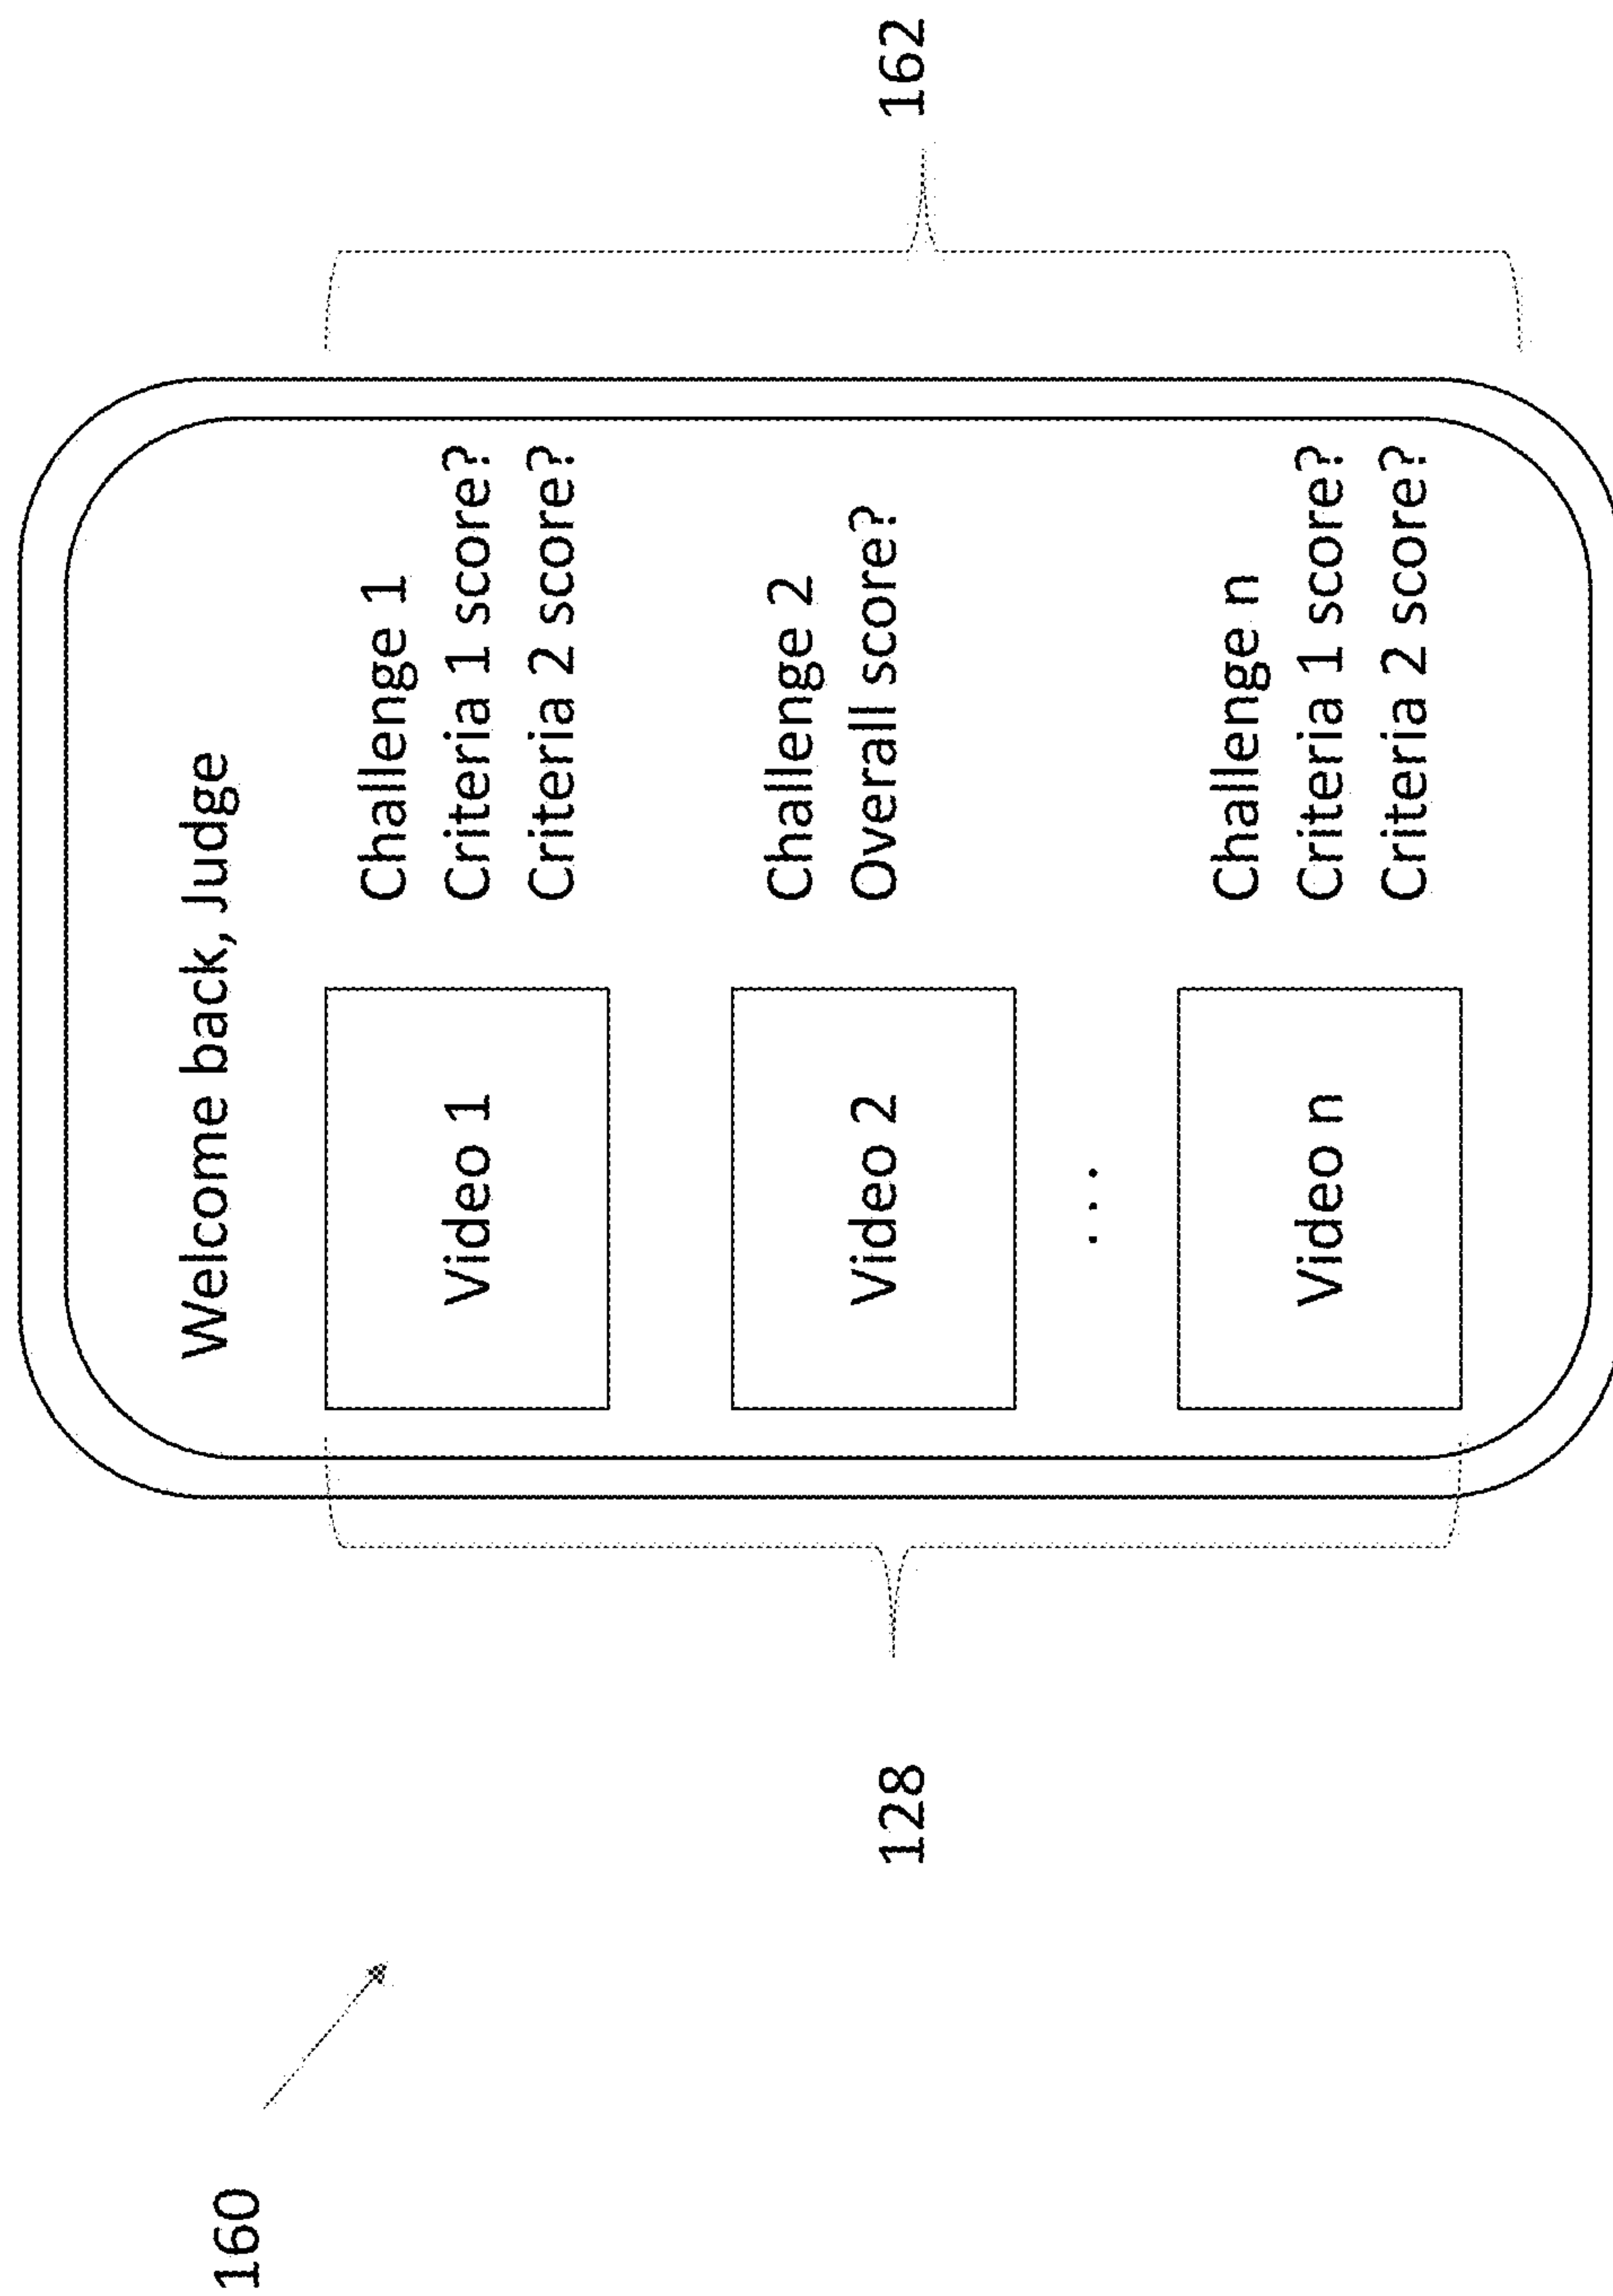 160
Welcome back, Judge
Video 1
Challenge 1
Criteria 1 score?
Criteria 2 score?
128
Video 2
Challenge 2
Overall score?
162
...
Video n
Challenge n
Criteria 1 score?
Criteria 2 score?